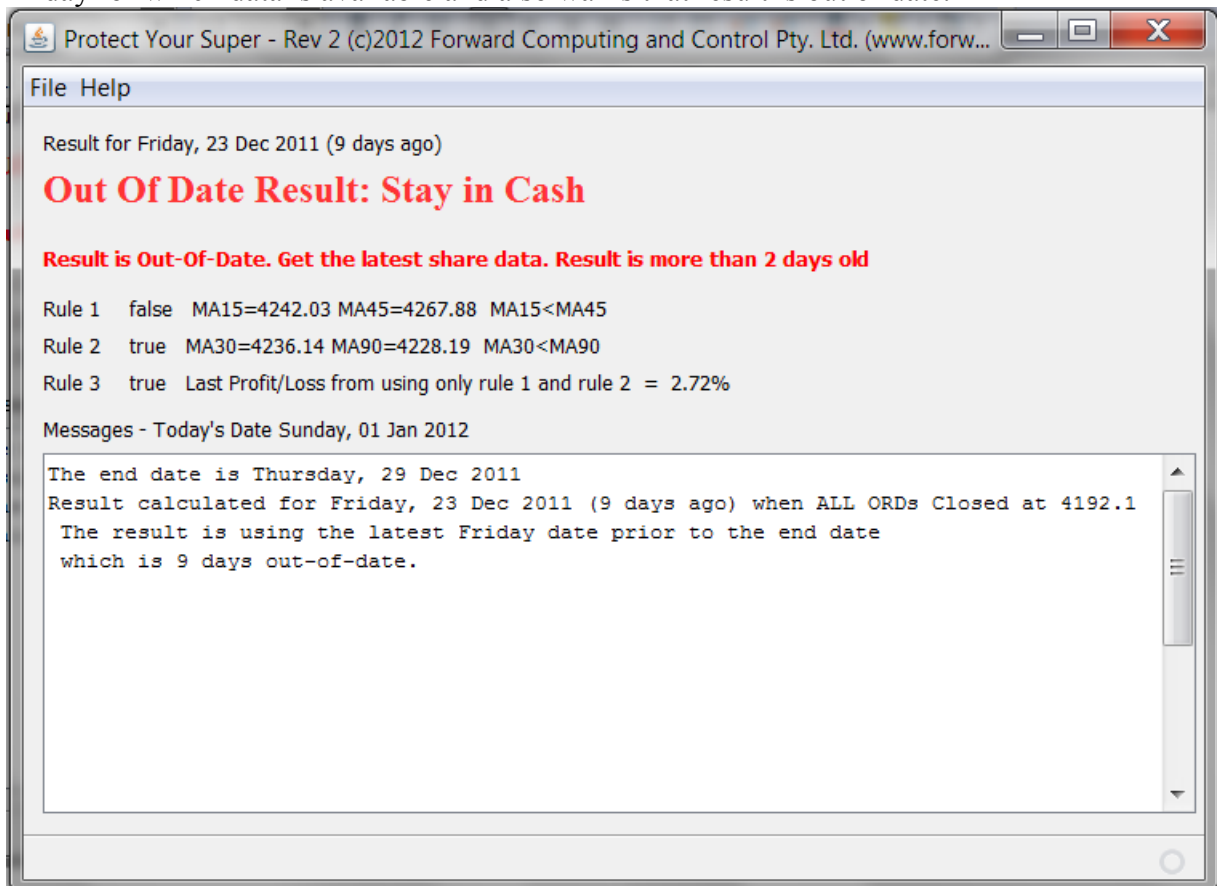 Protect Your Super - Rev 2 (c)2012 Forward Computing and Control Pty. Ltd. (www.forw...
File Help
Result for Friday, 23 Dec 2011 (9 days ago)
Out Of Date Result: Stay in Cash
Result is Out-Of-Date. Get the latest share data. Result is more than 2 days old
Rule 1 false MA15=4242.03 MA45=4267.88 MA15<MA45
Rule 2 true MA30=4236.14 MA90=4228.19 MA30<MA90
Rule 3 true Last Profit/Loss from using only rule 1 and rule 2 = 2.72%
Messages - Today's Date Sunday, 01 Jan 2012
The end date is Thursday, 29 Dec 2011
Result calculated for Friday, 23 Dec 2011 (9 days ago) when ALL ORDs Closed at 4192.1
The result is using the latest Friday date prior to the end date
which is 9 days out-of-date.